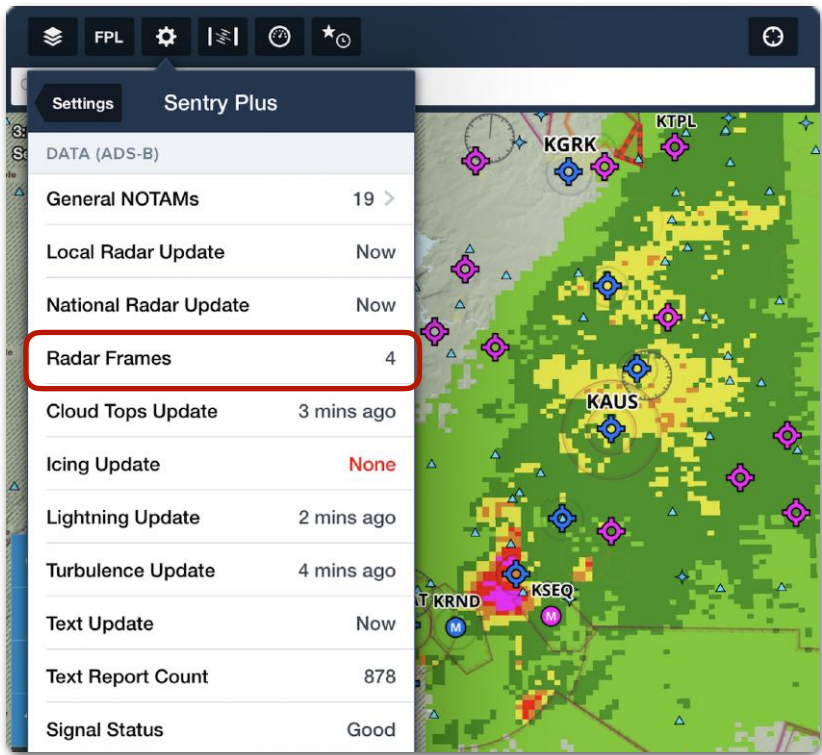 FPL
Settings Sentry Plus
DATA (ADS-B)
General NOTAMs 19
Local Radar Update Now
National Radar Update Now
Radar Frames 4
Cloud Tops Update 3 mins ago
Icing Update None
Lightning Update 2 mins ago
Turbulence Update 4 mins ago
Text Update Now
Text Report Count 878
Signal Status Good
KTPL
KGRK
KAUS
KSEQ
KRND
M
M